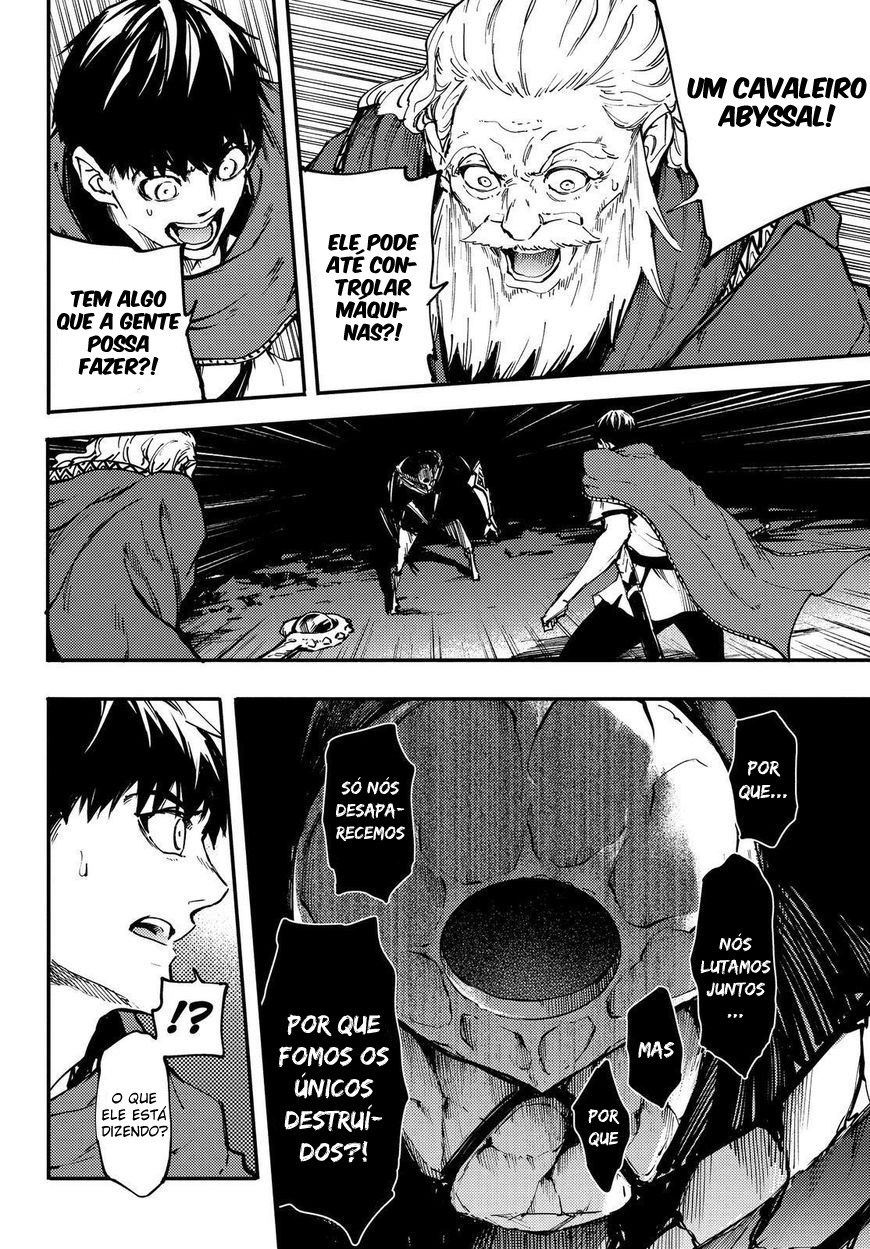 UM CAVALEIRO
ABYSSAL!
ELE PODE
ATÉ CON-
TROLAR
MÁQUI-
NAS?!
TEM ALGO
QUE A GENTE
POSSA
FAZER?!
POR
QUE...
NÓS
LUTAMOS
JUNTOS
...
MAS
POR
QUE
SÓ NÓS
DESAPA-
RECEMOS
POR QUE
FOMOS OS
ÚNICOS
DESTRUÍ-
DOS?!
!?
O QUE
ELE ESTÁ
DIZENDO?